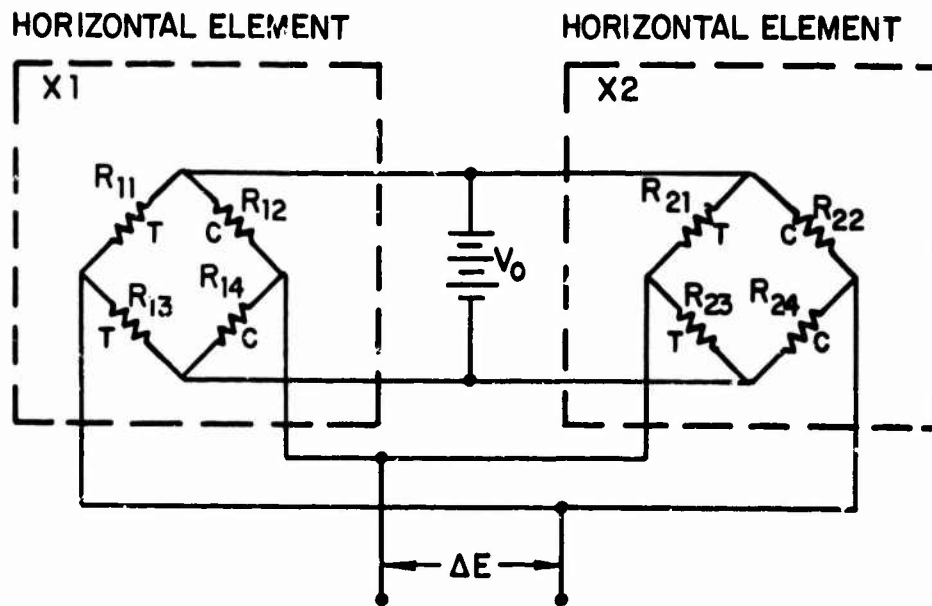 HORIZONTAL ELEMENT
HORIZONTAL ELEMENT
X1
X2
R11
T
R12
C
R13
T
R14
C
V0
R21
T
R22
C
R23
T
R24
C
ΔE